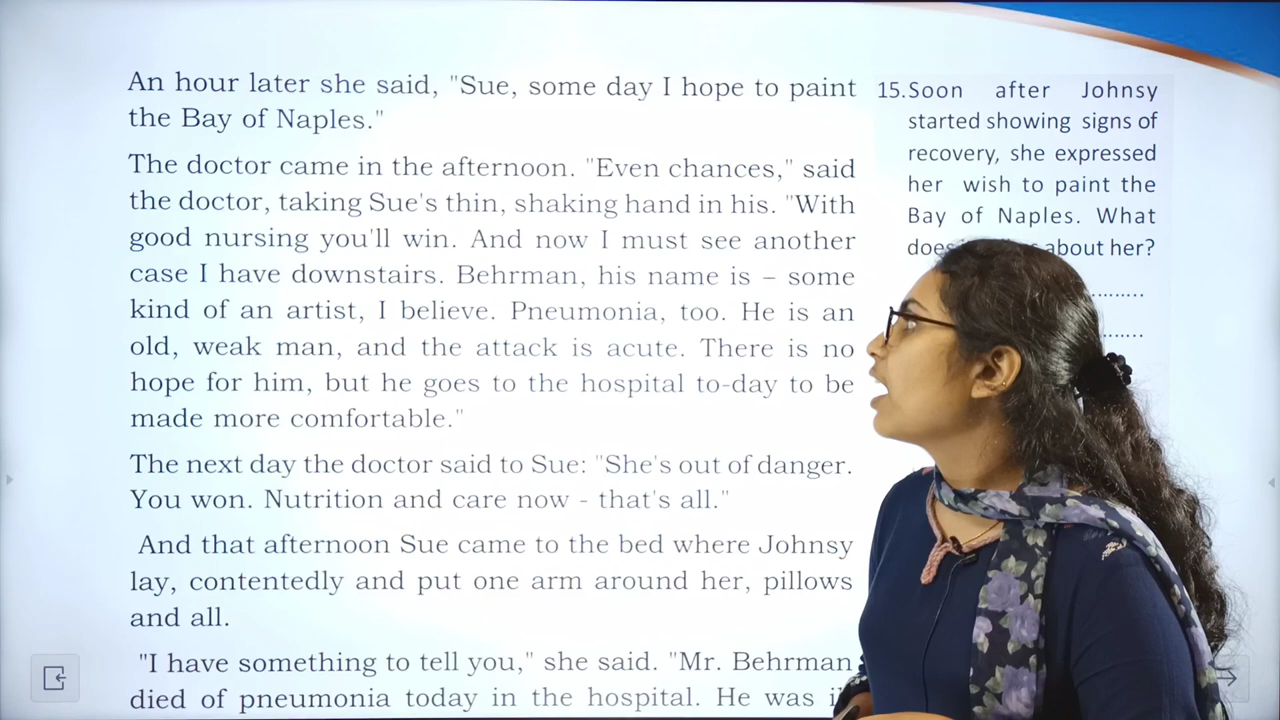 An hour later she said, "Sue, some day I hope to paint
the Bay of Naples."
The doctor came in the afternoon. "Even chances," said
the doctor, taking Sue's thin, shaking hand in his. "With
good nursing you'll win. And now I must see another
case I have downstairs. Behrman, his name is – some
kind of an artist, I believe. Pneumonia, too. He is an
old, weak man, and the attack is acute. There is no
hope for him, but he goes to the hospital to-day to be
made more comfortable."
The next day the doctor said to Sue: "She's out of danger.
You won. Nutrition and care now - that's all."
And that afternoon Sue came to the bed where Johnsy
lay, contentedly and put one arm around her, pillows
and all.
"I have something to tell you," she said. "Mr. Behrman
died of pneumonia today in the hospital. He was
15.Soon after Johnsy
started showing signs of
recovery, she expressed
her wish to paint the
Bay of Naples. What
does about her?